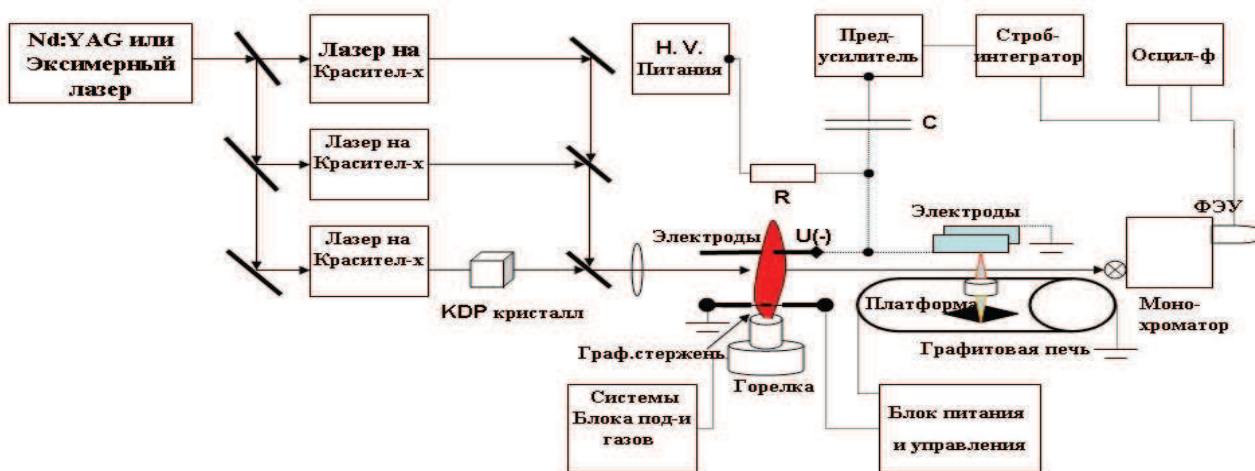 Nd:YAG или
Эксимерный
лазер
Лазер на
Красител-х
Лазер на
Красител-х
Лазер на
Красител-х
KDP кристалл
H. V.
Питания
R
Пред-
усилитель
C
Строб-
интегратор
Осцил-ф
ФЭУ
Электроды
U(-)
Электроды
Платформа
Моно-
хроматор
Графитовая печь
Граф.стержень
Горелка
Системы
Блока под-и
газов
Блок питания
и управления